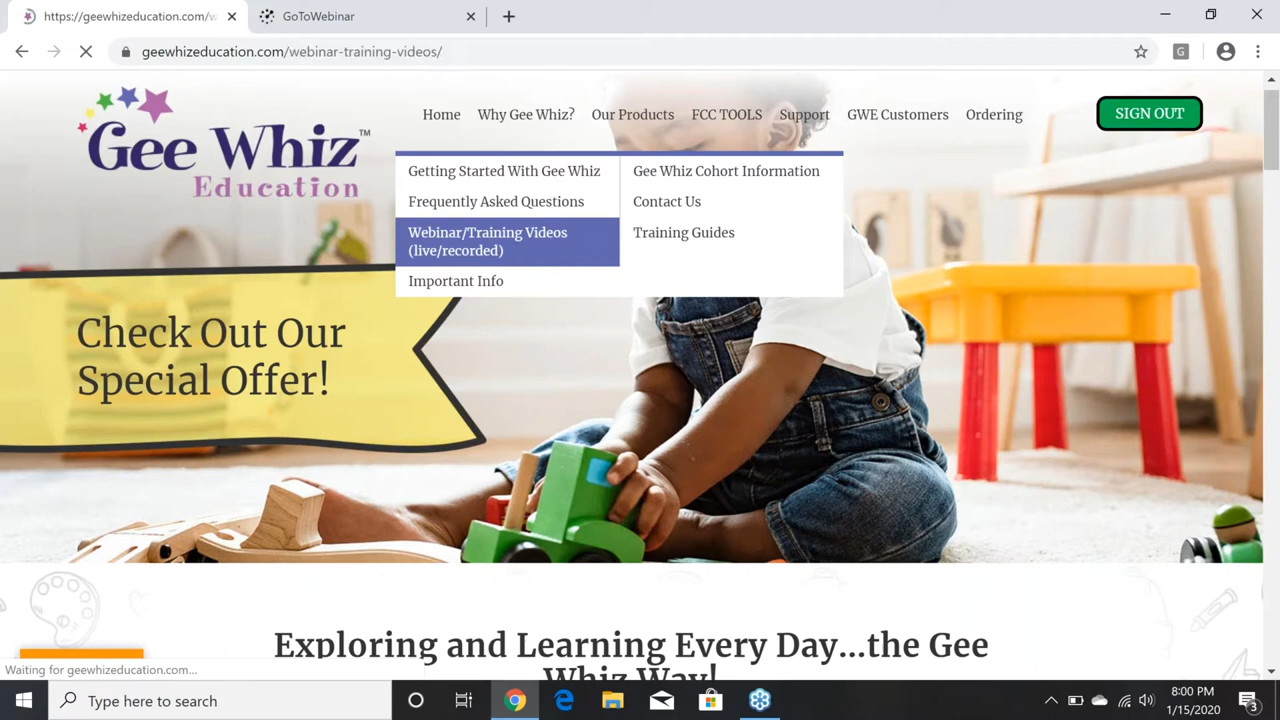 https://geewhizeducation.com/w
GoToWebinar
geewhizeducation.com/webinar-training-videos/
G
Gee Whiz™
Education
Home
Why Gee Whiz?
Our Products
FCC TOOLS
Support
GWE Customers
Ordering
SIGN OUT
Getting Started With Gee Whiz
Frequently Asked Questions
Webinar/Training Videos
(live/recorded)
Important Info
Gee Whiz Cohort Information
Contact Us
Training Guides
Check Out Our
Special Offer!
Exploring and Learning Every Day...the Gee
Whiz Way!
Waiting for geewhizeducation.com...
Type here to search
8:00 PM
1/15/2020
3